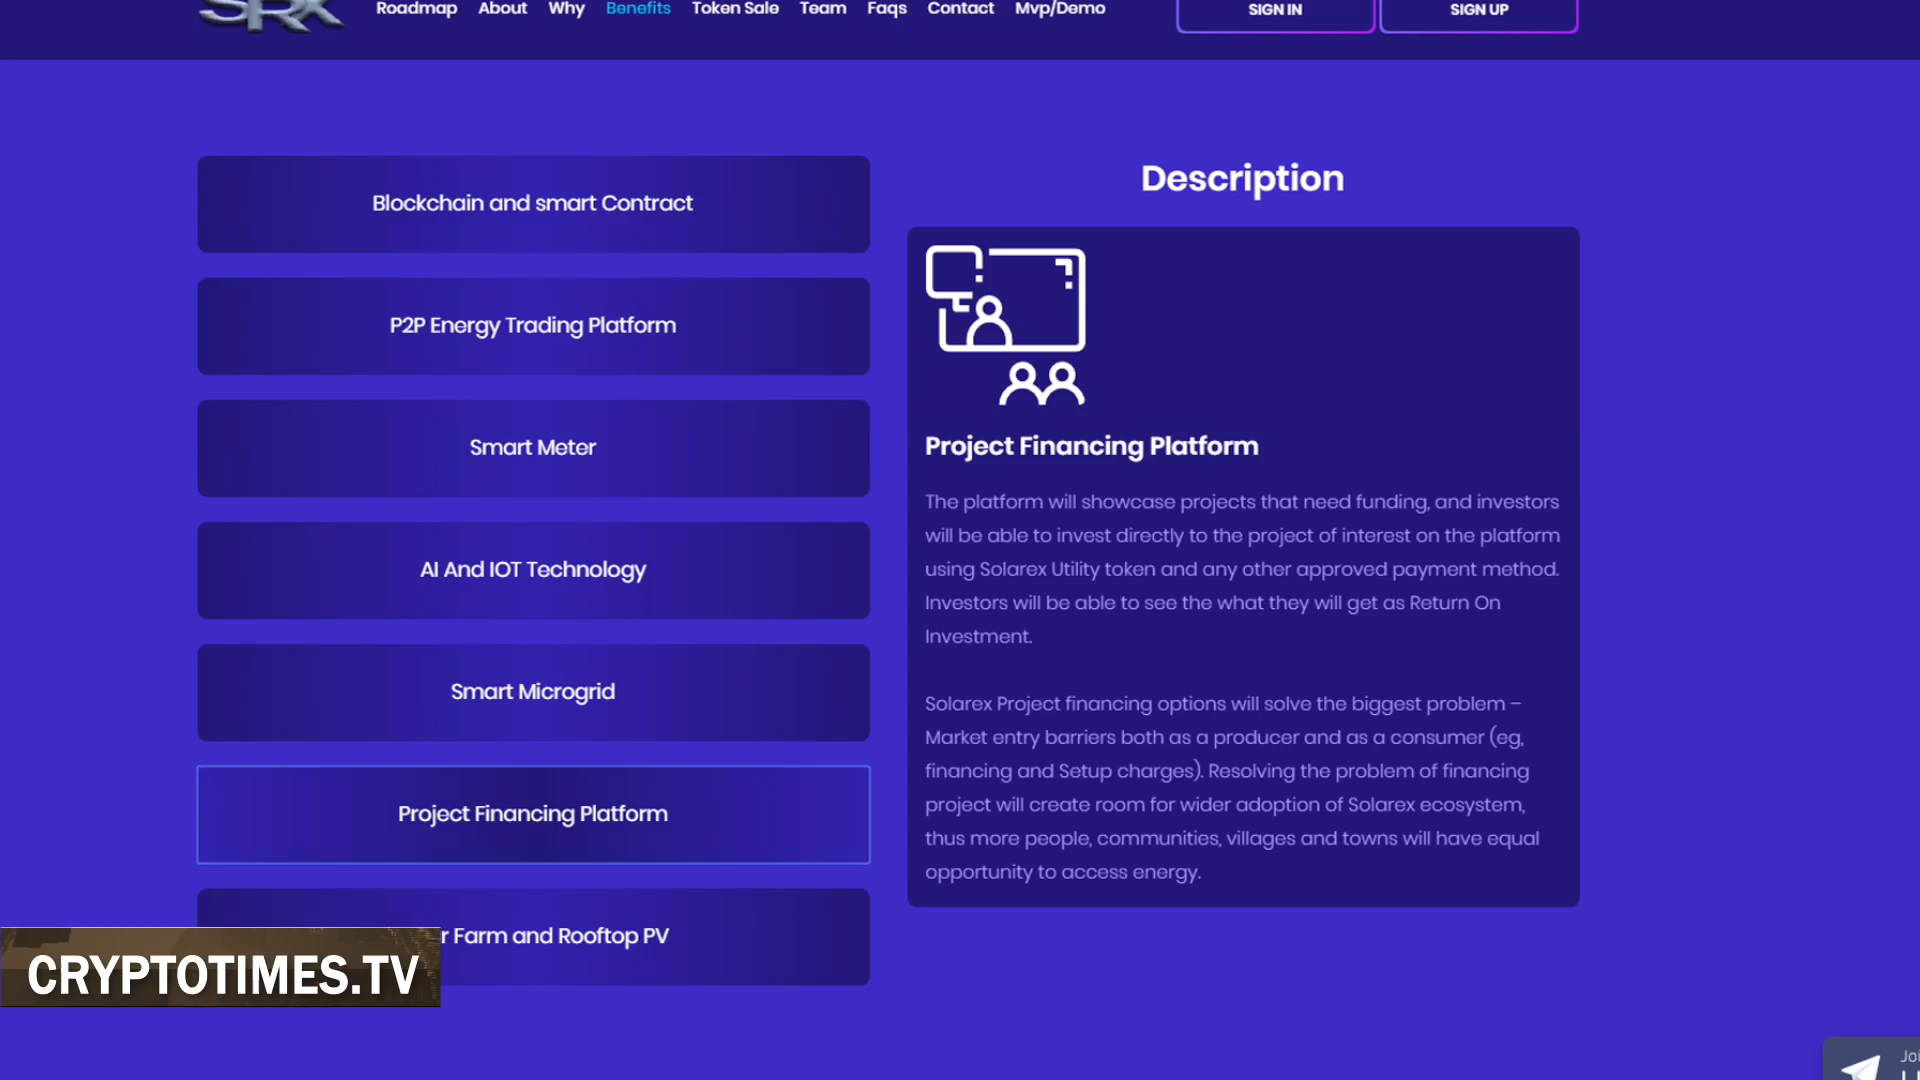 SRX
Roadmap About Why Benefits Token Sale Team Faqs Contact Mvp/Demo SIGN IN SIGN UP
Blockchain and smart Contract
P2P Energy Trading Platform
Smart Meter
AI And IOT Technology
Smart Microgrid
Project Financing Platform
r Farm and Rooftop PV
Description
Project Financing Platform
The platform will showcase projects that need funding, and investors
will be able to invest directly to the project of interest on the platform
using Solarex Utility token and any other approved payment method.
Investors will be able to see the what they will get as Return On
Investment.
Solarex Project financing options will solve the biggest problem –
Market entry barriers both as a producer and as a consumer (eg,
financing and Setup charges). Resolving the problem of financing
project will create room for wider adoption of Solarex ecosystem,
thus more people, communities, villages and towns will have equal
opportunity to access energy.
CRYPTOTIMES.TV